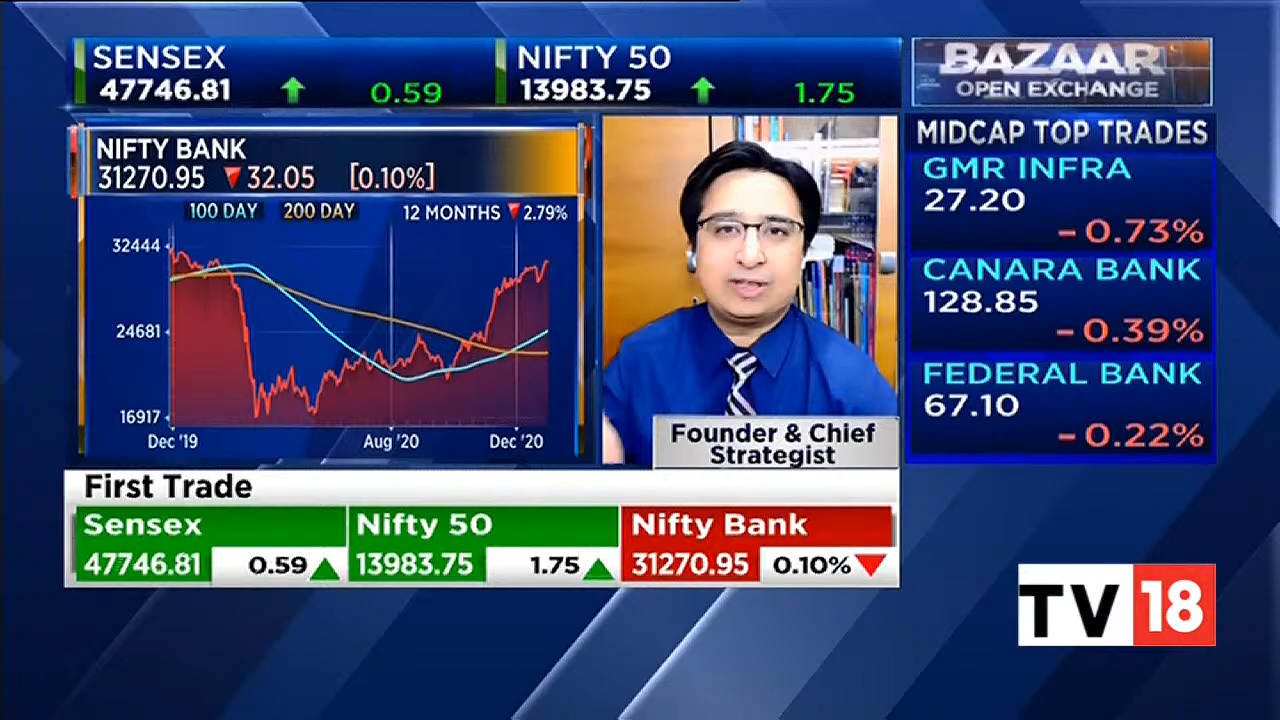 SENSEX
47746.81 0.59
NIFTY 50
13983.75 1.75
BAZAAR
OPEN EXCHANGE
NIFTY BANK
31270.95 32.05 [0.10%]
100 DAY 200 DAY 12 MONTHS 2.79%
32444
24681
16917
Dec '19 Aug '20 Dec '20
Founder & Chief
Strategist
MIDCAP TOP TRADES
GMR INFRA
27.20
-0.73%
CANARA BANK
128.85
-0.39%
FEDERAL BANK
67.10
-0.22%
First Trade
Sensex
47746.81 0.59
Nifty 50
13983.75 1.75
Nifty Bank
31270.95 0.10%
TV18